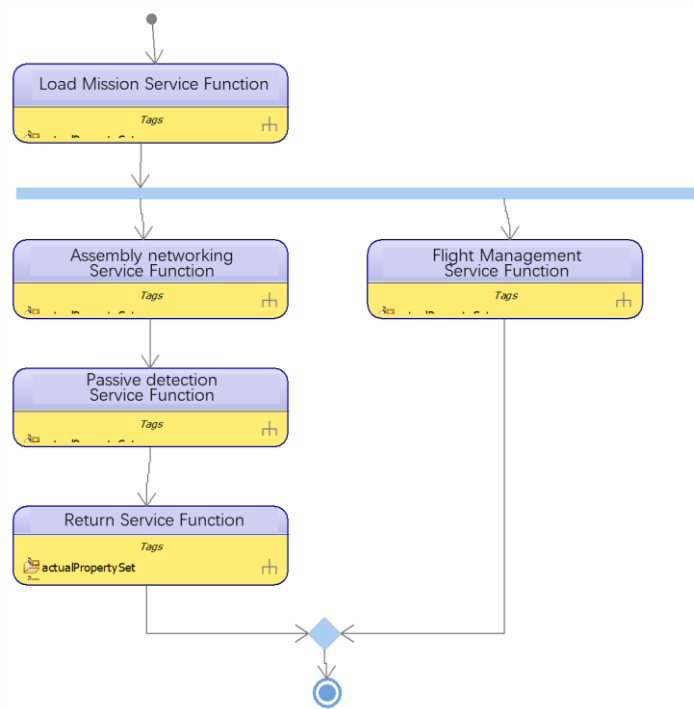 Load Mission Service Function
Tags
Assembly networking
Service Function
Tags
Flight Management
Service Function
Tags
Passive detection
Service Function
Tags
Return Service Function
Tags
actualPropertySet